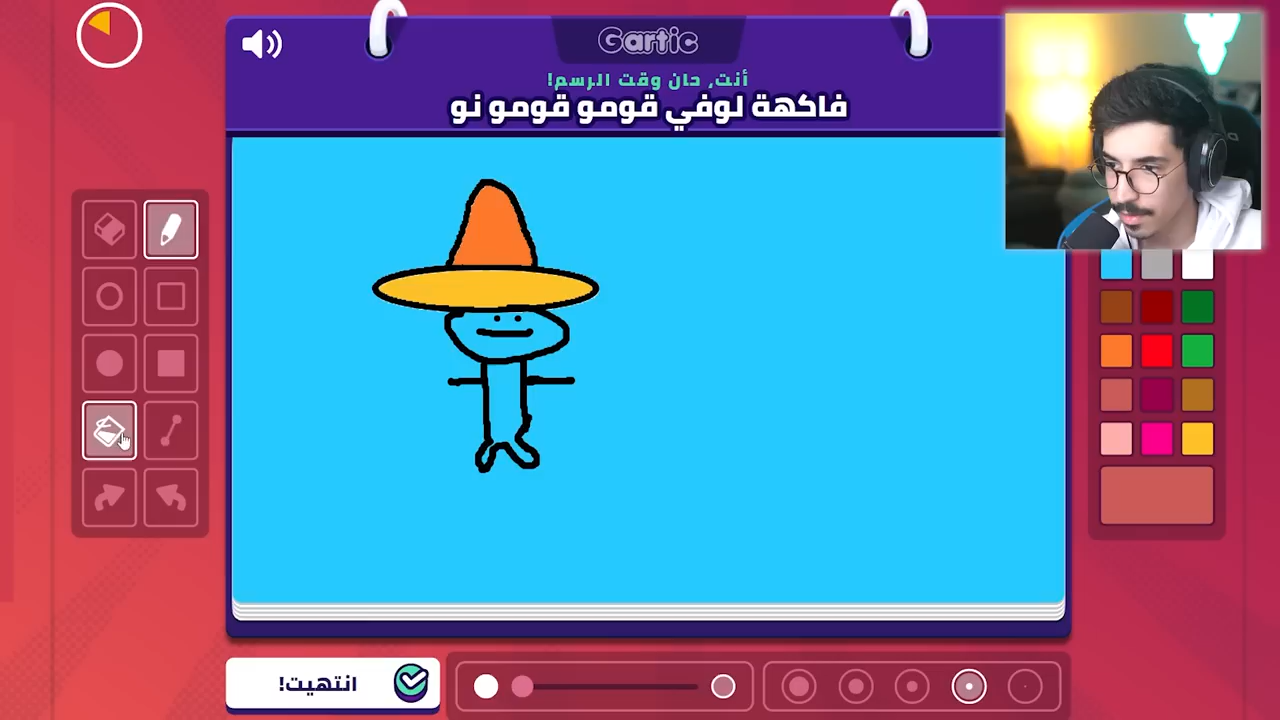 Gartic
أنت, حان وقت الرسم!
فاكهة لوفي قومو قومو نو
انتهيت!